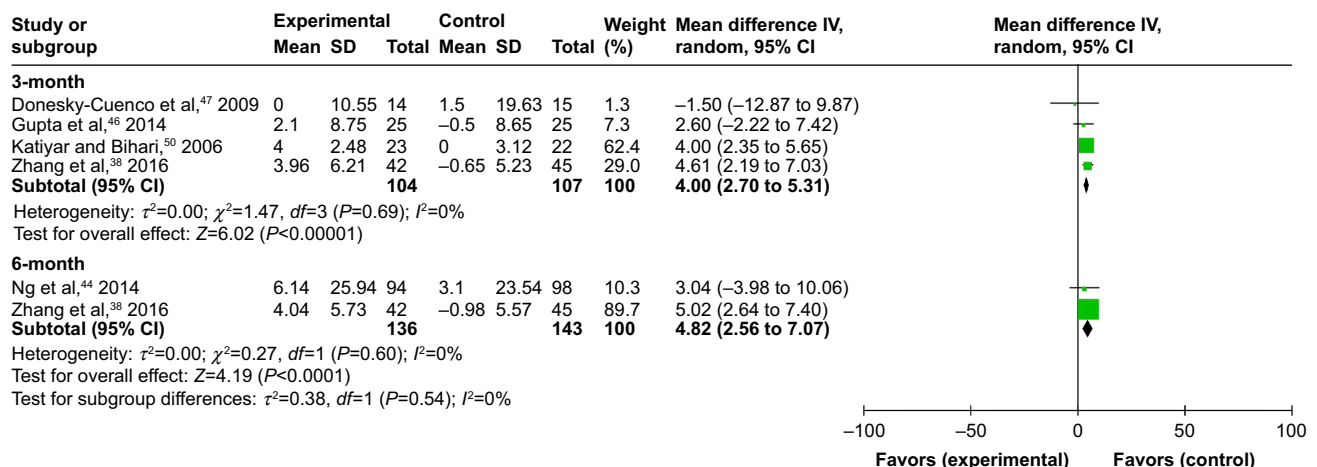 Study or Experimental Control Weight Mean difference IV, Mean difference IV,
subgroup Mean SD Total Mean SD Total (%) random, 95% CI random, 95% CI
3-month
Donesky-Cuenco et al,⁴⁷ 2009 0 10.55 14 1.5 19.63 15 1.3 –1.50 (–12.87 to 9.87)
Gupta et al,⁴⁶ 2014 2.1 8.75 25 –0.5 8.65 25 7.3 2.60 (–2.22 to 7.42)
Katiyar and Bihari,⁵⁰ 2006 4 2.48 23 0 3.12 22 62.4 4.00 (2.35 to 5.65)
Zhang et al,³⁸ 2016 3.96 6.21 42 –0.65 5.23 45 29.0 4.61 (2.19 to 7.03)
Subtotal (95% CI) 104 107 100 4.00 (2.70 to 5.31)
Heterogeneity: τ²=0.00; χ²=1.47, df=3 (P=0.69); I²=0%
Test for overall effect: Z=6.02 (P<0.00001)
6-month
Ng et al,⁴⁴ 2014 6.14 25.94 94 3.1 23.54 98 10.3 3.04 (–3.98 to 10.06)
Zhang et al,³⁸ 2016 4.04 5.73 42 –0.98 5.57 45 89.7 5.02 (2.64 to 7.40)
Subtotal (95% CI) 136 143 100 4.82 (2.56 to 7.07)
Heterogeneity: τ²=0.00; χ²=0.27, df=1 (P=0.60); I²=0%
Test for overall effect: Z=4.19 (P<0.0001)
Test for subgroup differences: τ²=0.38, df=1 (P=0.54); I²=0%
–100 –50 0 50 100
Favors (experimental) Favors (control)